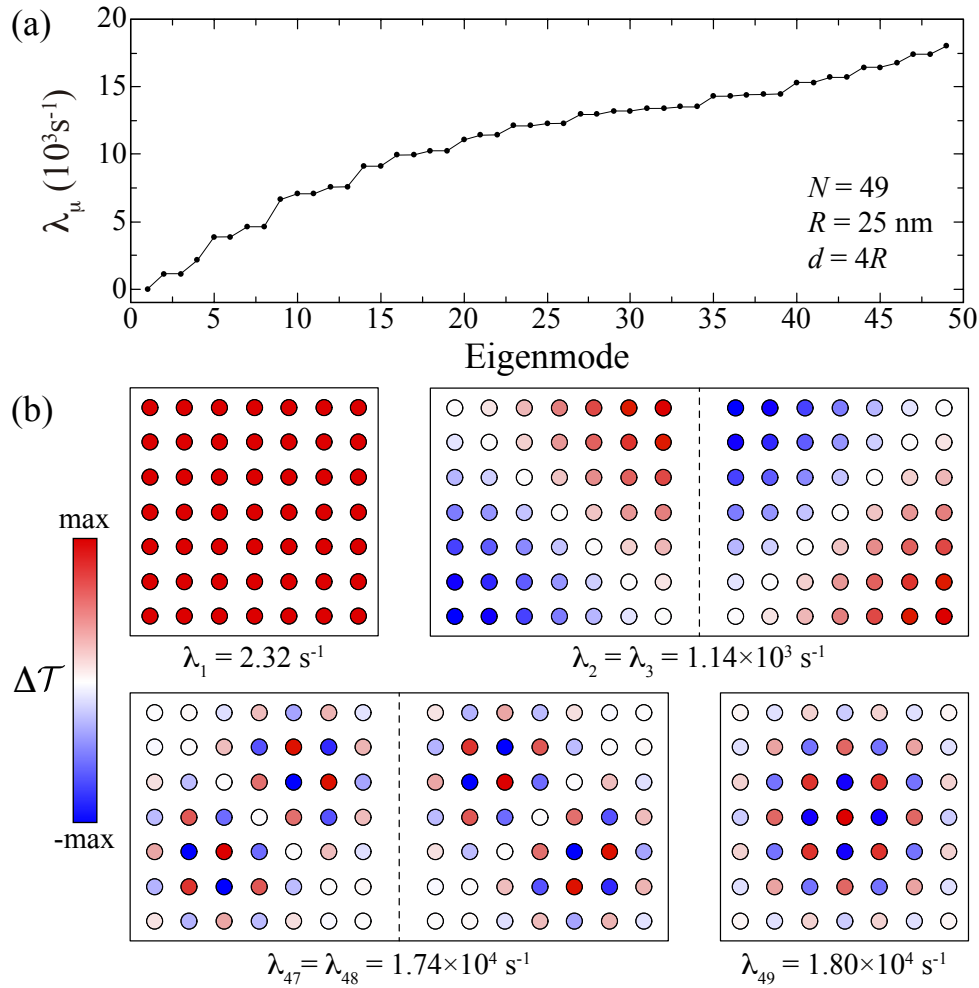 (a)
20
15
10
5
0
λμ (10³s⁻¹)
N = 49
R = 25 nm
d = 4R
0 5 10 15 20 25 30 35 40 45 50
Eigenmode
(b)
max
Δ𝒯
-max
λ₁ = 2.32 s⁻¹
λ₂ = λ₃ = 1.14×10³ s⁻¹
λ₄₇= λ₄₈ = 1.74×10⁴ s⁻¹
λ₄₉ = 1.80×10⁴ s⁻¹